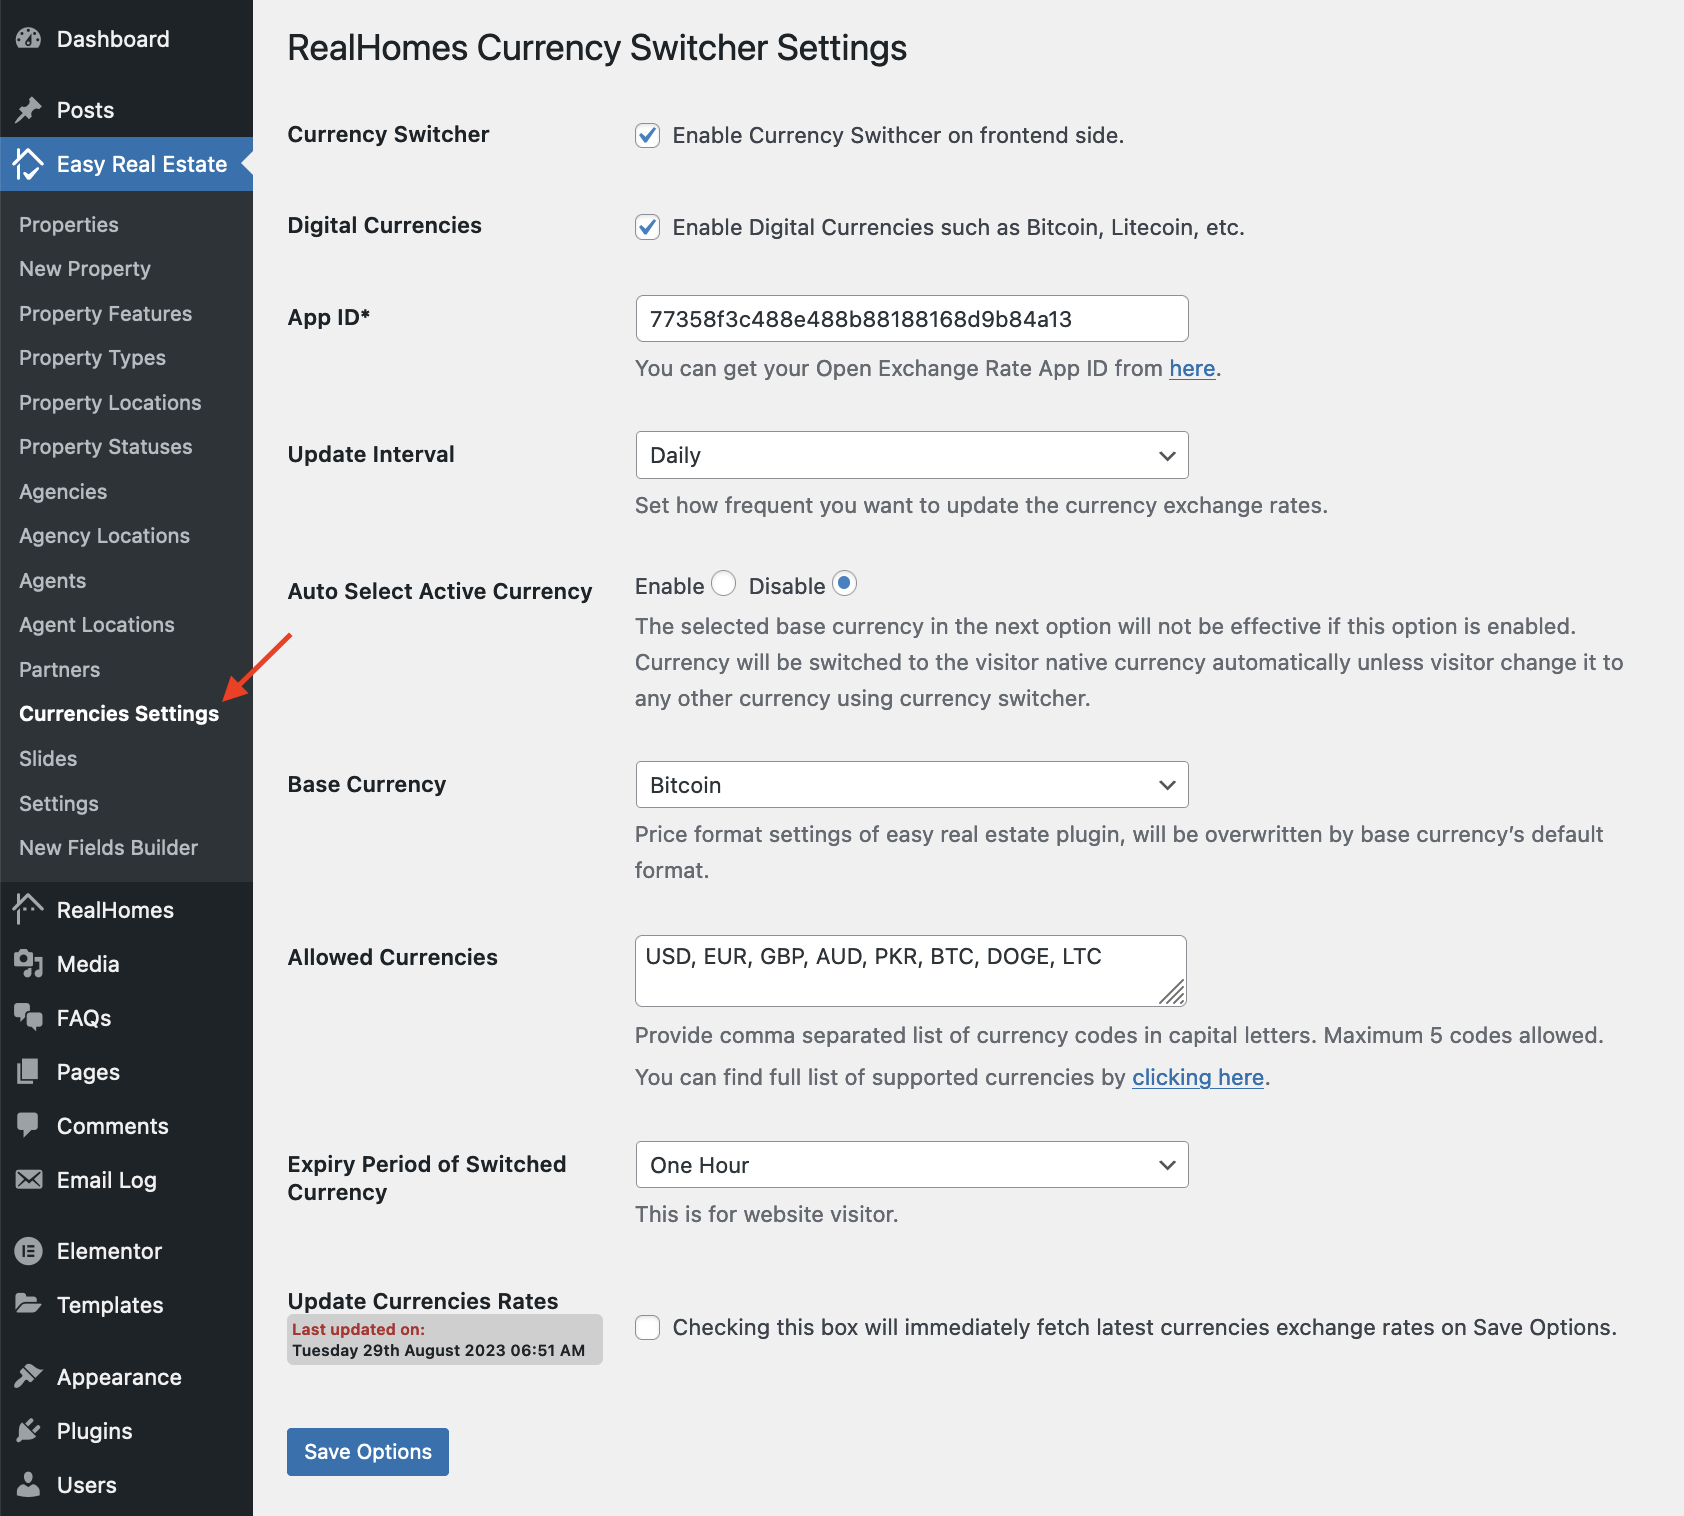 Dashboard
Posts
Easy Real Estate
Properties
New Property
Property Features
Property Types
Property Locations
Property Statuses
Agencies
Agency Locations
Agents
Agent Locations
Partners
Currencies Settings
Slides
Settings
New Fields Builder
RealHomes
Media
FAQs
Pages
Comments
Email Log
Elementor
Templates
Appearance
Plugins
Users
RealHomes Currency Switcher Settings
Currency Switcher
Enable Currency Swithcer on frontend side.
Digital Currencies
Enable Digital Currencies such as Bitcoin, Litecoin, etc.
App ID*
77358f3c488e488b88188168d9b84a13
You can get your Open Exchange Rate App ID from here.
Update Interval
Daily
Set how frequent you want to update the currency exchange rates.
Auto Select Active Currency
Enable Disable
The selected base currency in the next option will not be effective if this option is enabled.
Currency will be switched to the visitor native currency automatically unless visitor change it to
any other currency using currency switcher.
Base Currency
Bitcoin
Price format settings of easy real estate plugin, will be overwritten by base currency’s default
format.
Allowed Currencies
USD, EUR, GBP, AUD, PKR, BTC, DOGE, LTC
Provide comma separated list of currency codes in capital letters. Maximum 5 codes allowed.
You can find full list of supported currencies by clicking here.
Expiry Period of Switched
Currency
One Hour
This is for website visitor.
Update Currencies Rates
Last updated on:
Tuesday 29th August 2023 06:51 AM
Checking this box will immediately fetch latest currencies exchange rates on Save Options.
Save Options